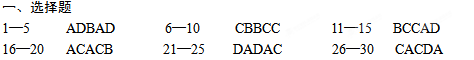 一、选择题
1—5 ADBAD 6—10 CBBCC 11—15 BCCAD
16—20 ACACB 21—25 DADAC 26—30 CACDA